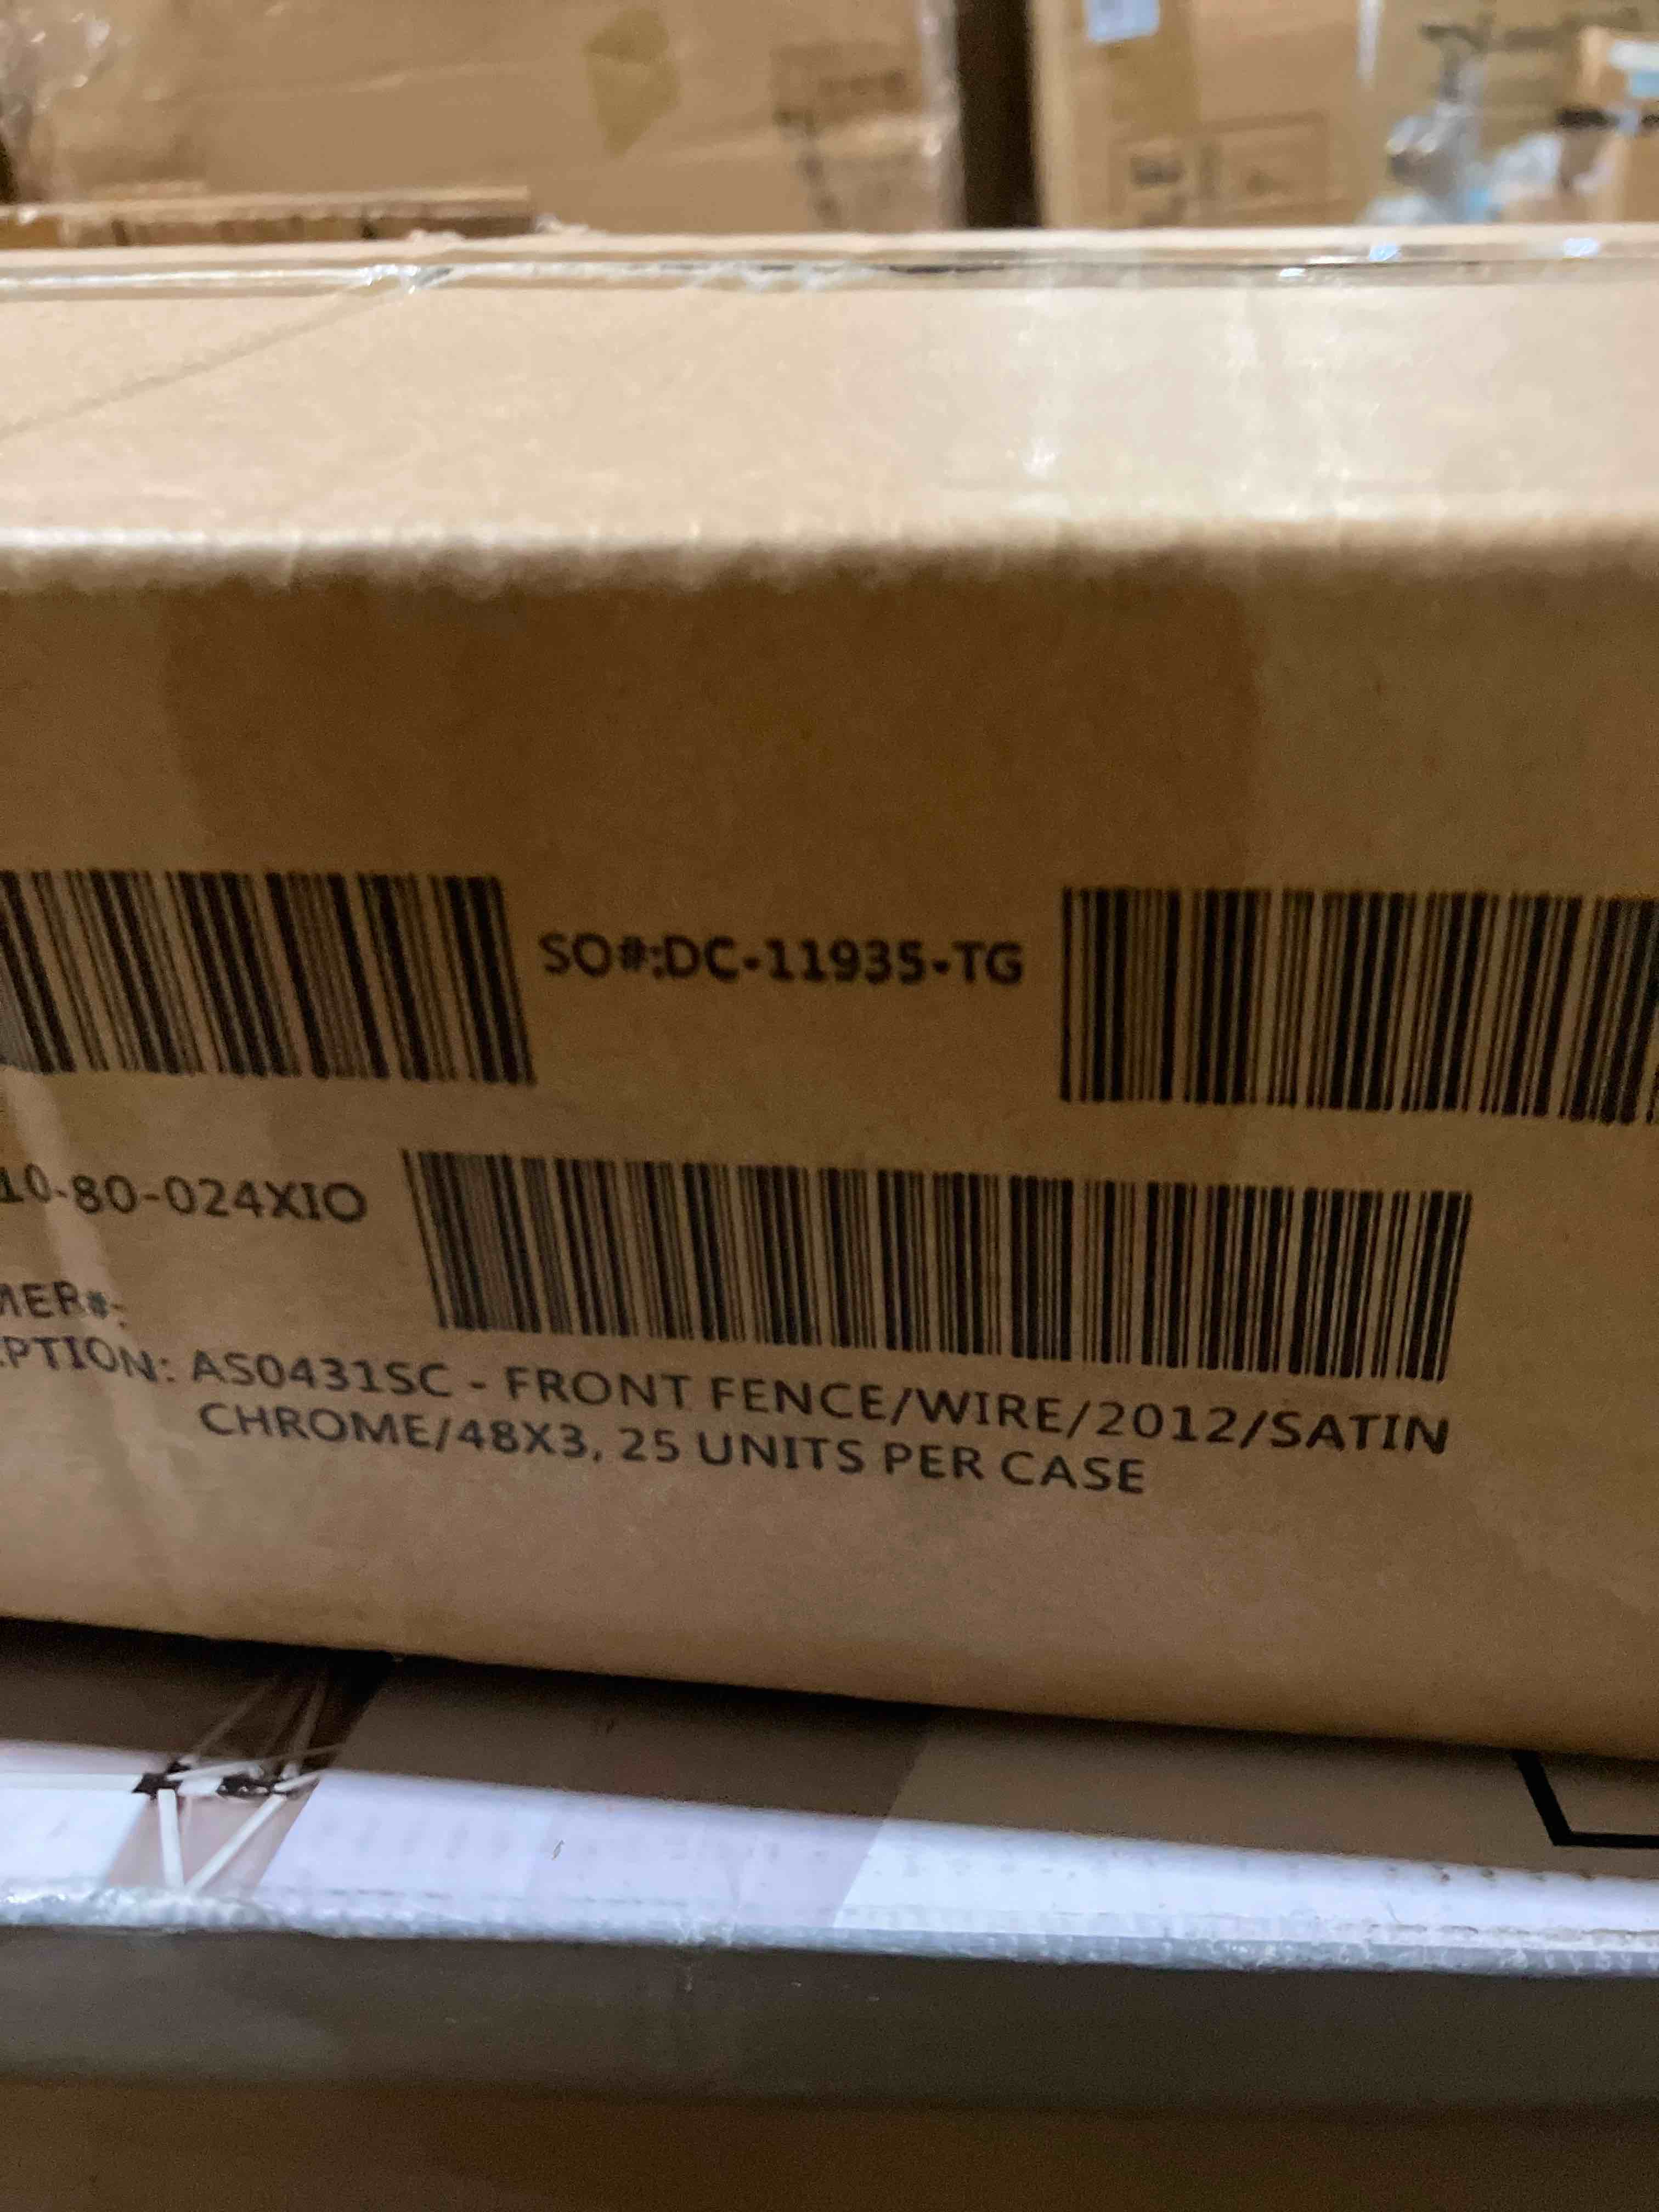 SO#:DC-11935-TG
10-80-024XIO
MER#:
PTION: AS0431SC - FRONT FENCE/WIRE/2012/SATIN
CHROME/48X3, 25 UNITS PER CASE